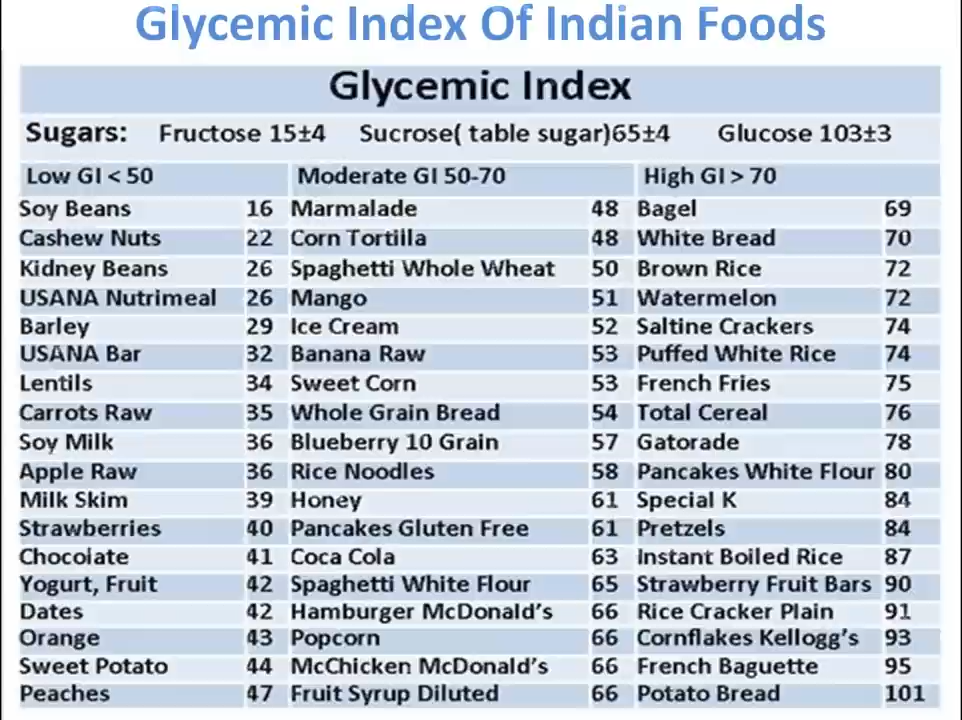 Glycemic Index Of Indian Foods
Glycemic Index
Sugars: Fructose 15±4 Sucrose( table sugar)65±4 Glucose 103±3
Low GI < 50 Moderate GI 50-70 High GI > 70
Soy Beans 16 Marmalade 48 Bagel 69
Cashew Nuts 22 Corn Tortilla 48 White Bread 70
Kidney Beans 26 Spaghetti Whole Wheat 50 Brown Rice 72
USANA Nutrimeal 26 Mango 51 Watermelon 72
Barley 29 Ice Cream 52 Saltine Crackers 74
USANA Bar 32 Banana Raw 53 Puffed White Rice 74
Lentils 34 Sweet Corn 53 French Fries 75
Carrots Raw 35 Whole Grain Bread 54 Total Cereal 76
Soy Milk 36 Blueberry 10 Grain 57 Gatorade 78
Apple Raw 36 Rice Noodles 58 Pancakes White Flour 80
Milk Skim 39 Honey 61 Special K 84
Strawberries 40 Pancakes Gluten Free 61 Pretzels 84
Chocolate 41 Coca Cola 63 Instant Boiled Rice 87
Yogurt, Fruit 42 Spaghetti White Flour 65 Strawberry Fruit Bars 90
Dates 42 Hamburger McDonald's 66 Rice Cracker Plain 91
Orange 43 Popcorn 66 Cornflakes Kellogg's 93
Sweet Potato 44 McChicken McDonald's 66 French Baguette 95
Peaches 47 Fruit Syrup Diluted 66 Potato Bread 101